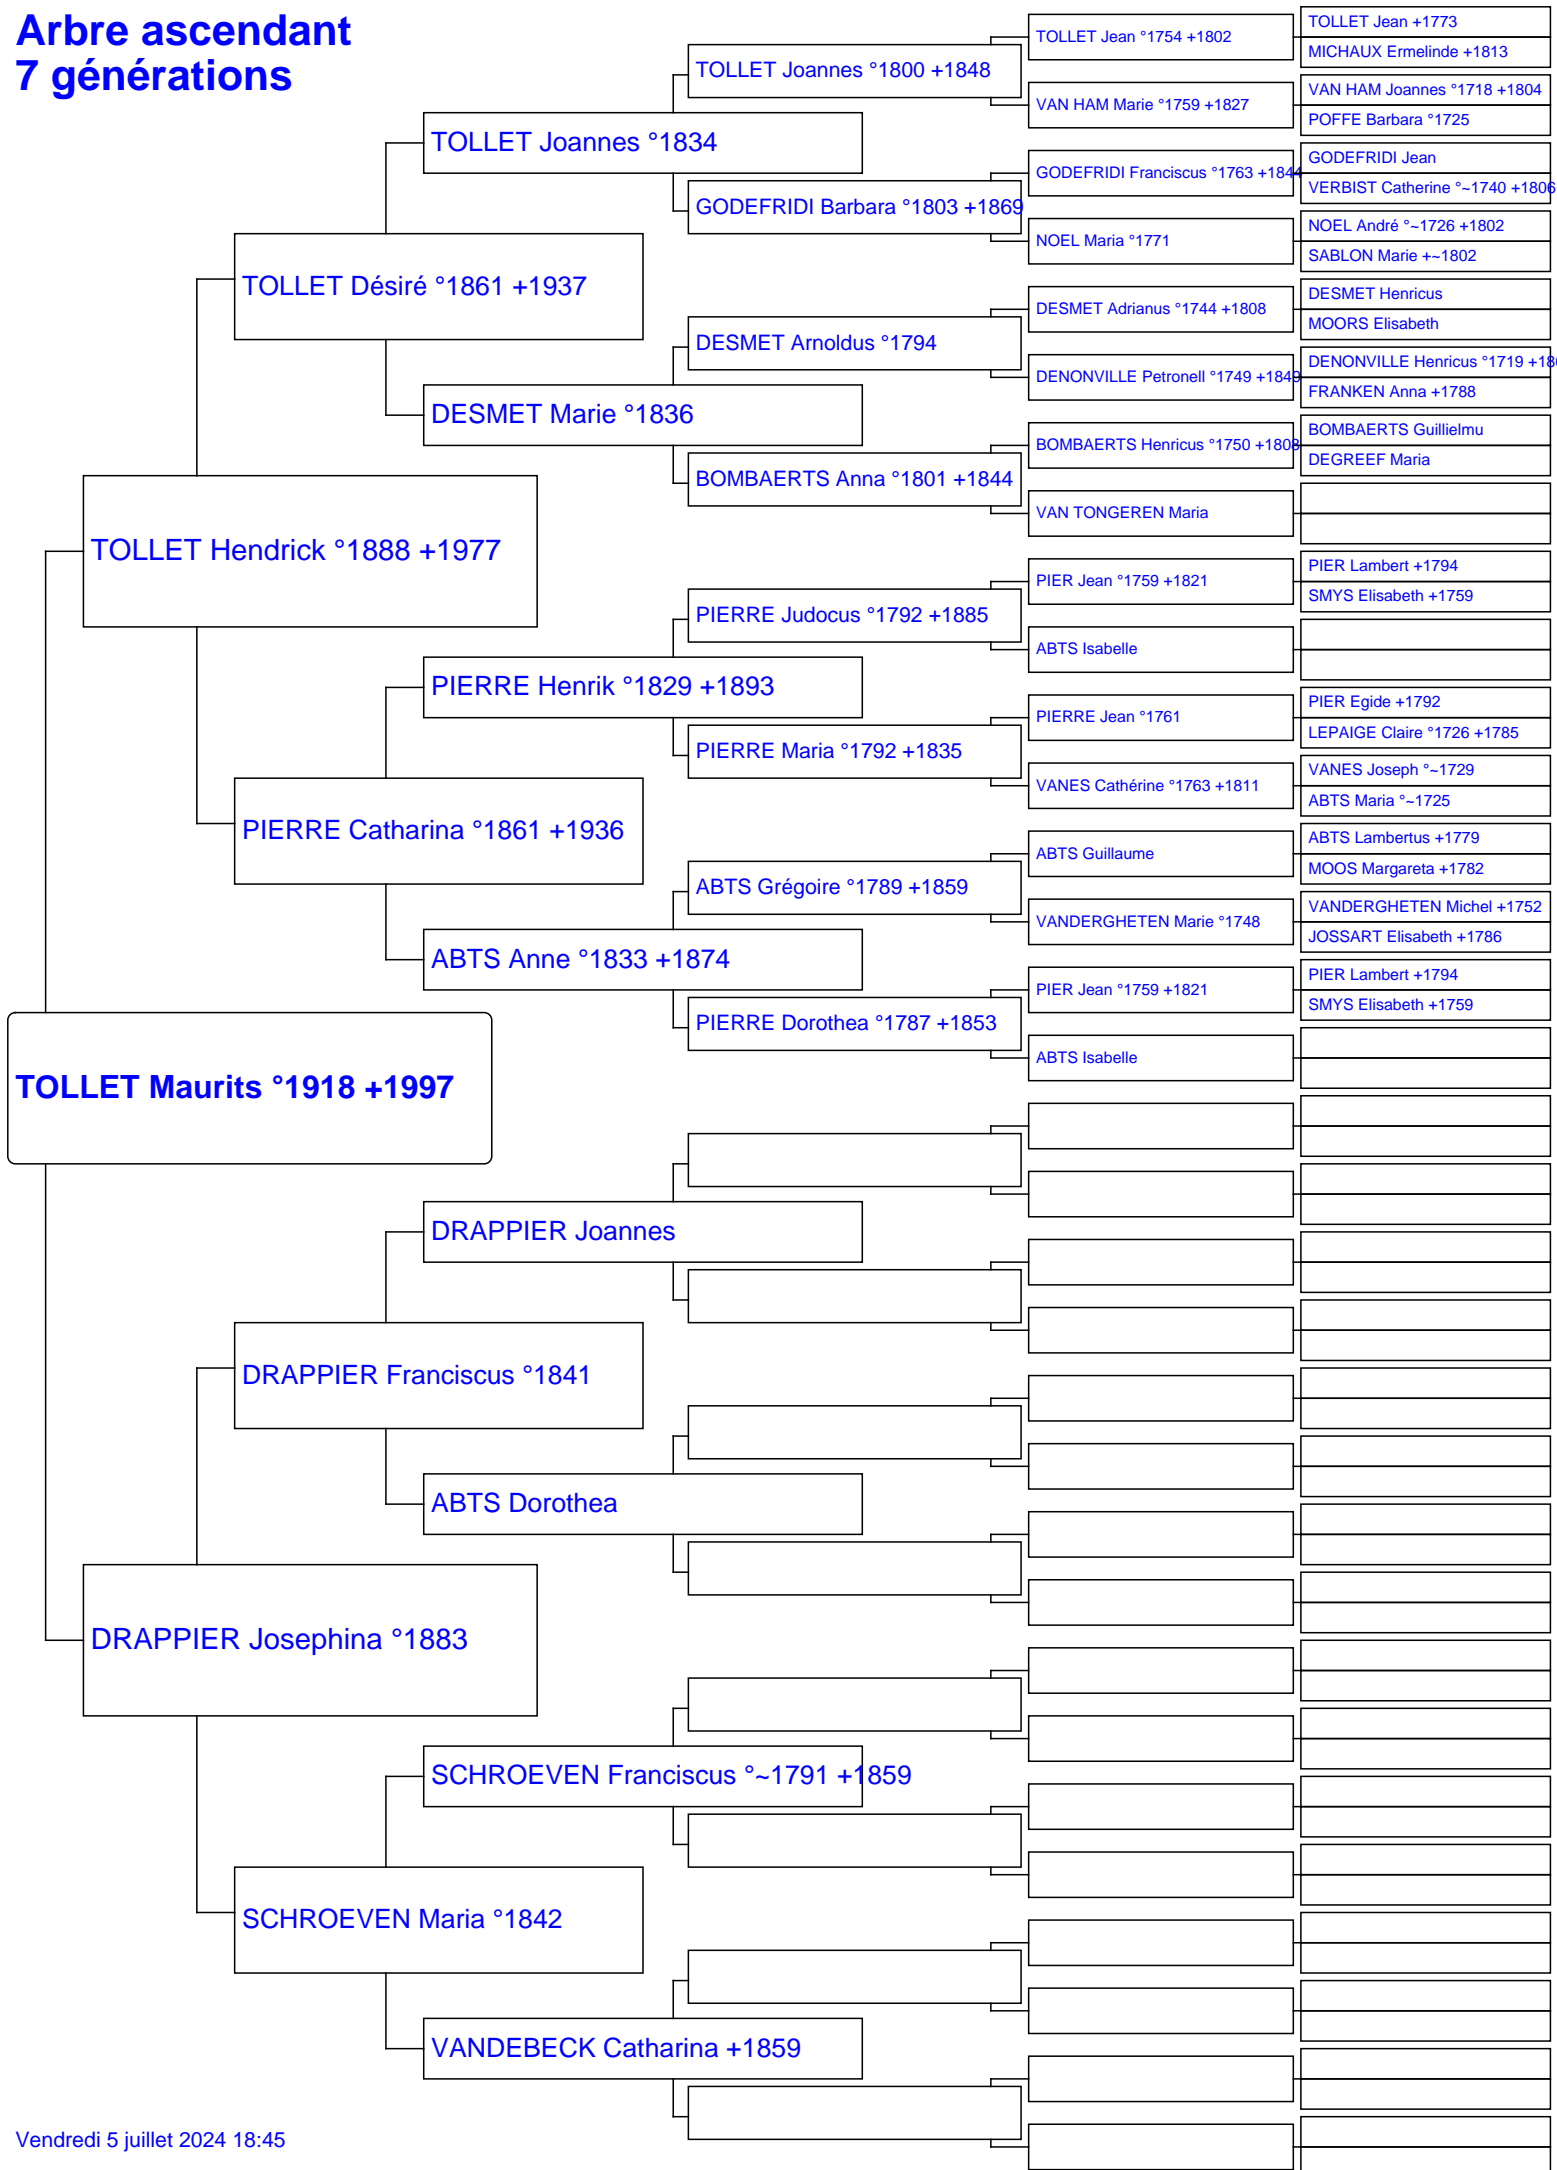 Arbre ascendant
7 générations
TOLLET Maurits °1918 +1997
TOLLET Hendrick °1888 +1977
DRAPPIER Josephina °1883
TOLLET Désiré °1861 +1937
PIERRE Catharina °1861 +1936
DRAPPIER Franciscus °1841
SCHROEVEN Maria °1842
TOLLET Joannes °1834
DESMET Marie °1836
PIERRE Henrik °1829 +1893
ABTS Anne °1833 +1874
DRAPPIER Joannes
ABTS Dorothea
SCHROEVEN Franciscus °~1791 +1859
VANDEBECK Catharina +1859
TOLLET Joannes °1800 +1848
GODEFRIDI Barbara °1803 +1869
DESMET Arnoldus °1794
BOMBAERTS Anna °1801 +1844
PIERRE Judocus °1792 +1885
PIERRE Maria °1792 +1835
ABTS Grégoire °1789 +1859
PIERRE Dorothea °1787 +1853
TOLLET Jean °1754 +1802
VAN HAM Marie °1759 +1827
GODEFRIDI Franciscus °1763 +1844
NOEL Maria °1771
DESMET Adrianus °1744 +1808
DENONVILLE Petronell °1749 +1849
BOMBAERTS Henricus °1750 +1808
VAN TONGEREN Maria
PIER Jean °1759 +1821
ABTS Isabelle
PIERRE Jean °1761
VANES Cathérine °1763 +1811
ABTS Guillaume
VANDERGHETEN Marie °1748
PIER Jean °1759 +1821
ABTS Isabelle
TOLLET Jean +1773
MICHAUX Ermelinde +1813
VAN HAM Joannes °1718 +1804
POFFE Barbara °1725
GODEFRIDI Jean
VERBIST Catherine °~1740 +1806
NOEL André °~1726 +1802
SABLON Marie +~1802
DESMET Henricus
MOORS Elisabeth
DENONVILLE Henricus °1719
FRANKEN Anna +1788
BOMBAERTS Guillielmu
DEGREEF Maria
PIER Lambert +1794
SMYS Elisabeth +1759
PIER Egide +1792
LEPAIGE Claire °1726 +1785
VANES Joseph °~1729
ABTS Maria °~1725
ABTS Lambertus +1779
MOOS Margareta +1782
VANDERGHETEN Michel +1752
JOSSART Elisabeth +1786
PIER Lambert +1794
SMYS Elisabeth +1759
Vendredi 5 juillet 2024 18:45